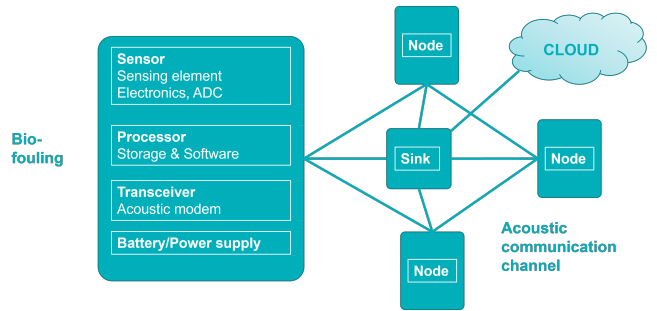 Bio-
fouling
Sensor
Sensing element
Electronics, ADC
Processor
Storage & Software
Transceiver
Acoustic modem
Battery/Power supply
Node
CLOUD
Sink
Node
Node
Acoustic
communication
channel